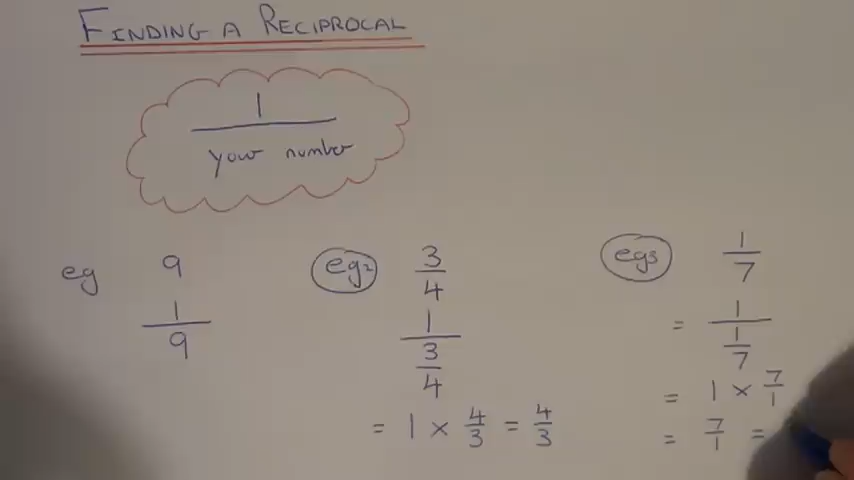 FINDING A RECIPROCAL
1
your number
eg 9
1
9
eg2 3
4
1
3
4
= 1 × 4/3 = 4/3
eg3 1
7
= 1
1
7
= 1 × 7/1
= 7/1 =